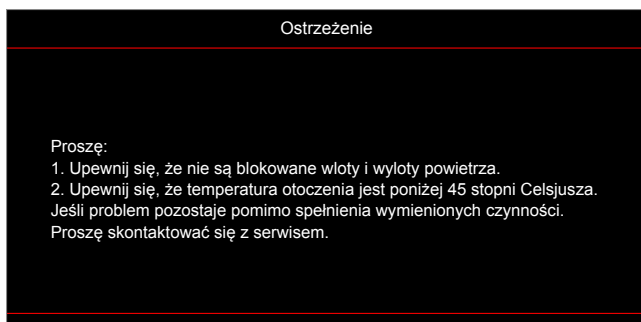 Ostrzeżenie
Proszę:
1. Upewnij się, że nie są blokowane wloty i wyloty powietrza.
2. Upewnij się, że temperatura otoczenia jest poniżej 45 stopni Celsjusza.
Jeśli problem pozostaje pomimo spełnienia wymienionych czynności.
Proszę skontaktować się z serwisem.